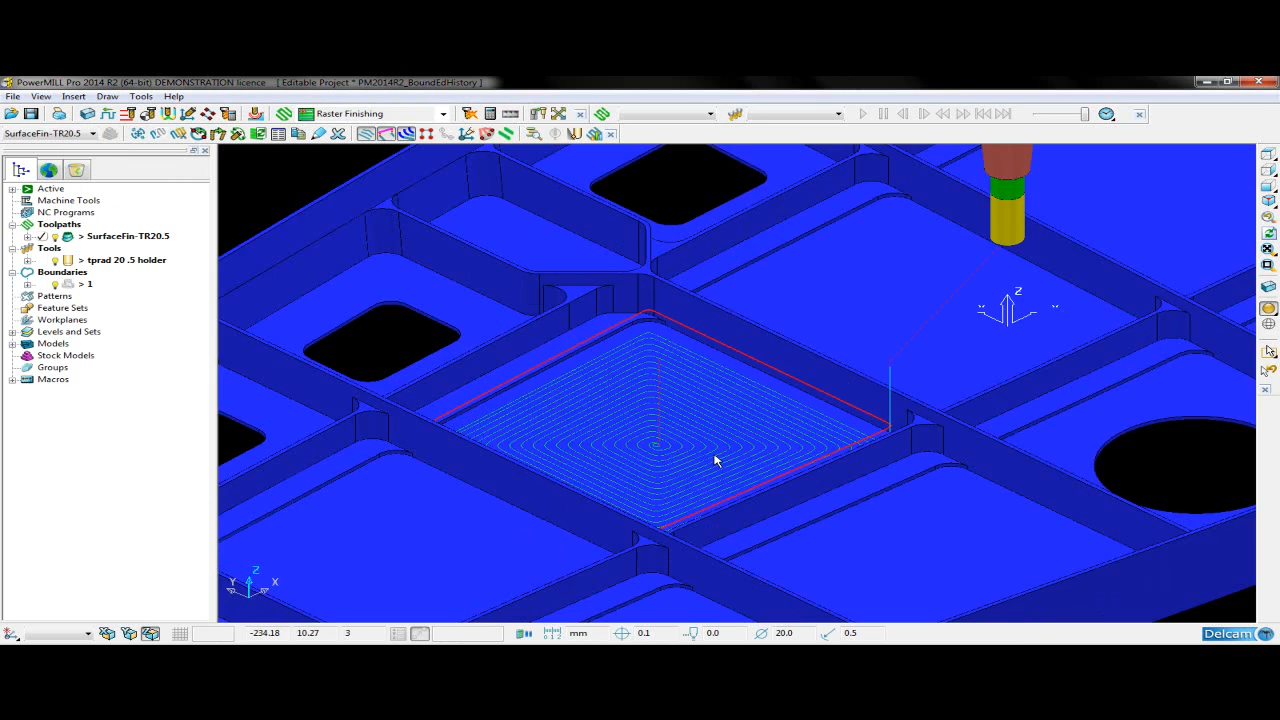 PowerMILL Pro 2014 R2 (64-bit) DEMONSTRATION licence [ Editable Project * PM2014R2_BoundEdHistory ]
File View Insert Draw Tools Help
Raster Finishing
SurfaceFin-TR20.5
Active
Machine Tools
NC Programs
Toolpaths
> SurfaceFin-TR20.5
Tools
> tprad 20 .5 holder
Boundaries
> 1
Patterns
Feature Sets
Workplanes
Levels and Sets
Models
Stock Models
Groups
Macros
Z
Z
Y X
-234.18 10.27 3 mm 0.1 0.0 20.0 0.5
Delcam